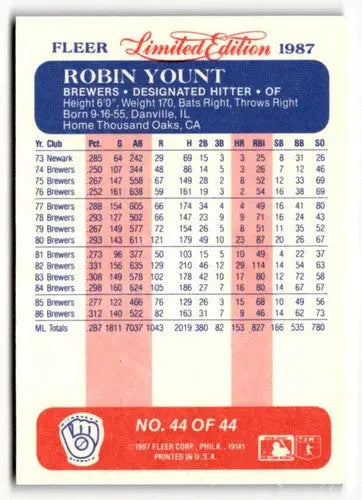 FLEER Limited Edition 1987
ROBIN YOUNT
BREWERS • DESIGNATED HITTER • OF
Height 6'0", Weight 170, Bats Right, Throws Right
Born 9-16-55, Danville, IL
Home Thousand Oaks, CA
Yr. Club Pct. G AB R H 2B 3B HR RBI SB BB SO
73 Newark .285 64 242 29 69 15 3 3 25 8 31 26
74 Brewers .250 107 344 48 86 14 5 3 26 7 12 46
75 Brewers .267 147 558 67 149 28 2 8 52 12 33 69
76 Brewers .252 161 638 59 161 19 3 2 54 16 38 69
77 Brewers .288 154 605 66 174 34 4 4 49 16 41 80
78 Brewers .293 127 502 66 147 23 9 9 71 16 24 43
79 Brewers .267 149 577 72 154 26 5 8 51 11 35 52
80 Brewers .293 143 611 121 179 49 10 23 87 20 26 67
81 Brewers .273 96 377 50 103 15 5 10 49 4 22 37
82 Brewers .331 156 635 129 210 46 12 29 114 14 54 63
83 Brewers .308 149 578 102 178 42 10 17 80 12 72 58
84 Brewers .298 160 624 105 186 27 7 16 80 14 67 67
85 Brewers .277 122 466 76 129 26 3 15 68 10 49 56
86 Brewers .312 140 522 82 163 31 7 9 46 14 62 73
ML Totals .287 1811 7037 1043 2019 380 82 153 827 166 535 780
NO. 44 OF 44
©1987 FLEER CORP., PHILA., 19141
PRINTED IN U.S.A.